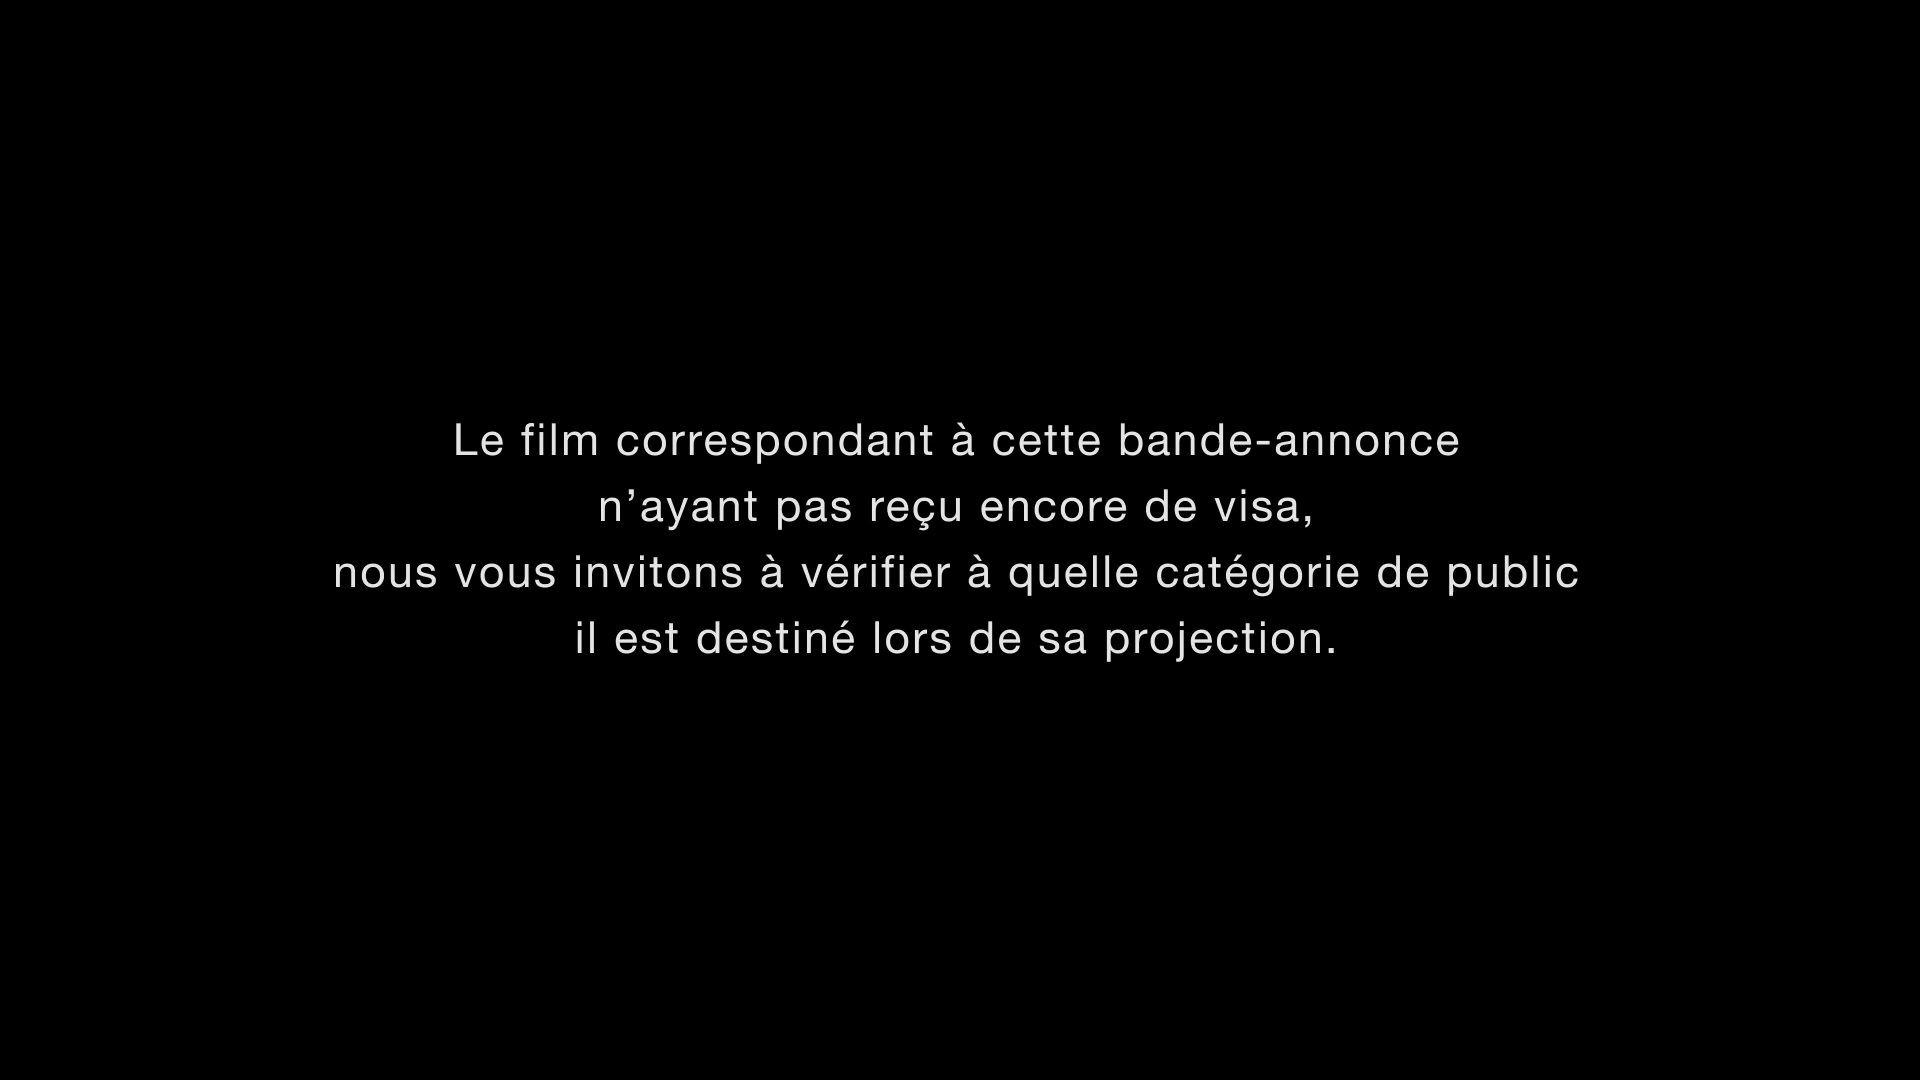 Le film correspondant à cette bande-annonce
n’ayant pas reçu encore de visa,
nous vous invitons à vérifier à quelle catégorie de public
il est destiné lors de sa projection.